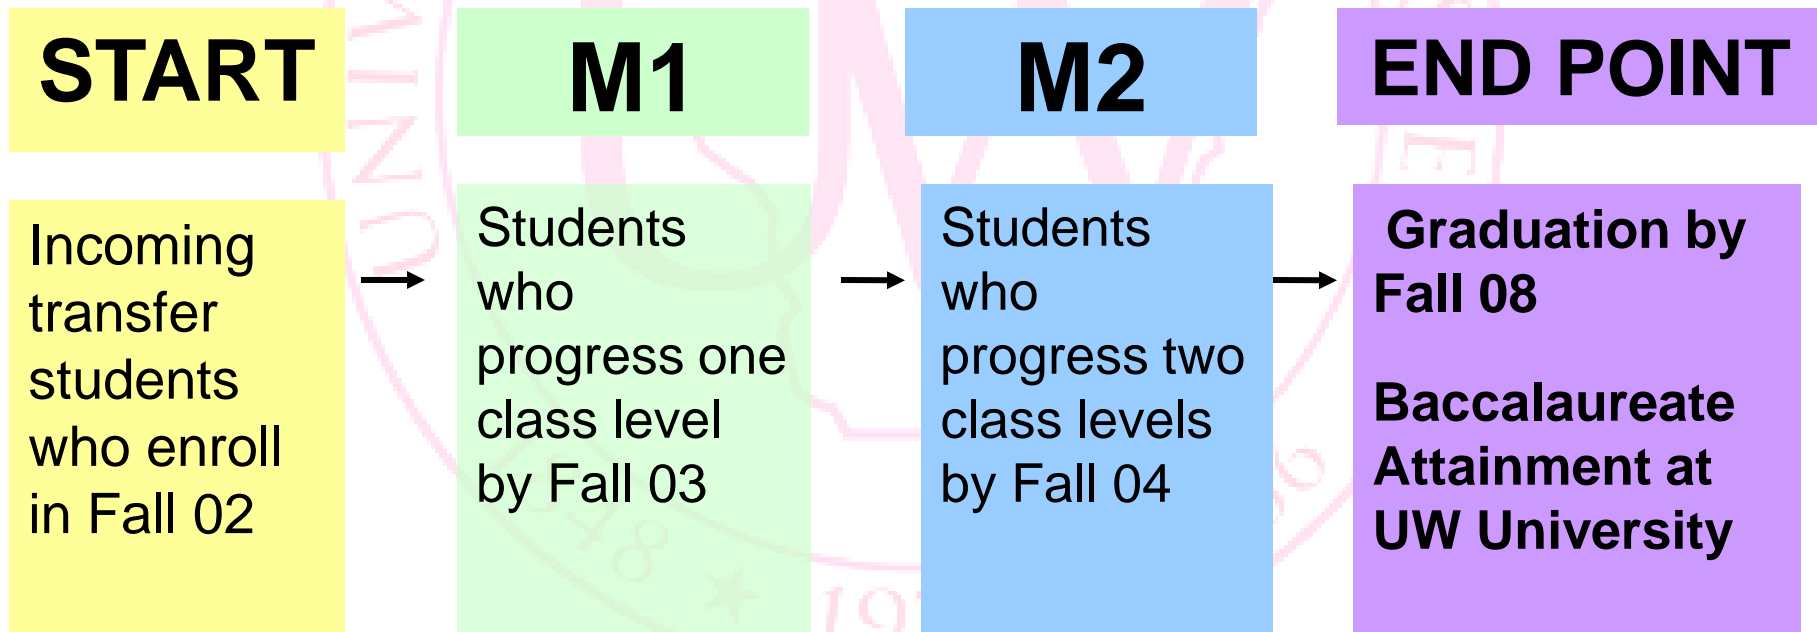 START
M1
M2
END POINT
Incoming
transfer
students
who enroll
in Fall 02
Students
who
progress one
class level
by Fall 03
Students
who
progress two
class levels
by Fall 04
Graduation by
Fall 08
Baccalaureate
Attainment at
UW University
1848